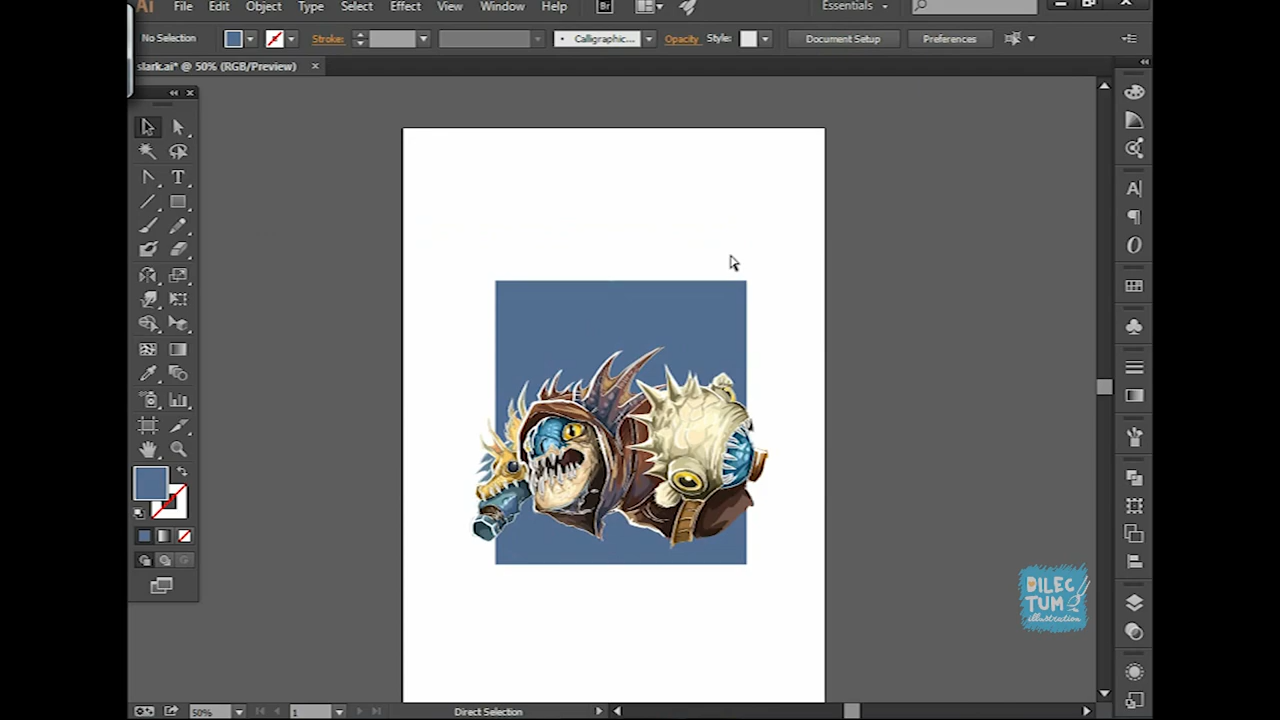 Ai File Edit Object Type Select Effect View Window Help Br Essentials
No Selection Stroke: Calligraphic... Opacity Style: Document Setup Preferences
slark.ai* @ 50% (RGB/Preview)
DILEC
TUM
illustration
50% 1 Direct Selection